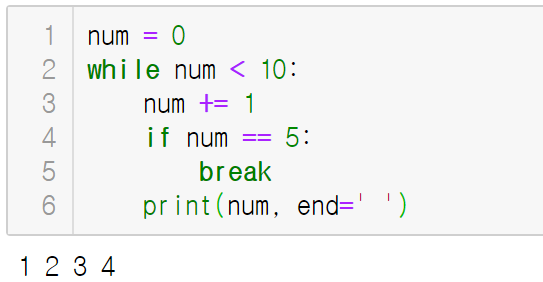 1 num = 0
2 while num < 10:
3     num += 1
4     if num == 5:
5         break
6     print(num, end=' ')
1 2 3 4